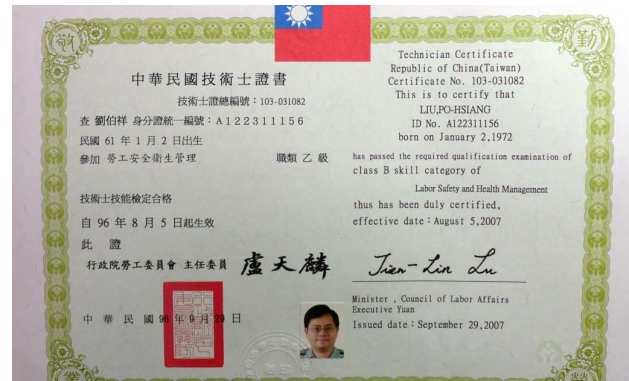 敬
勤
中華民國技術士證書
技術士證總編號：103-031082
查 劉伯祥 身分證統一編號：A122311156
民國 61 年 1 月 2 日出生
參加 勞工安全衛生管理 職類 乙 級
技術士技能檢定合格
自 96 年 8 月 5 日起生效
此 證
行政院勞工委員會 主任委員 盧天麟
中 華 民 國 96 年 9 月 29 日
Technician Certificate
Republic of China(Taiwan)
Certificate No. 103-031082
This is to certify that
LIU,PO-HSIANG
ID No. A122311156
born on January 2,1972
has passed the required qualification examination of
class B skill category of
Labor Safety and Health Management
thus has been duly certified,
effective date：August 5,2007
Tien-Lin Lu
Minister , Council of Labor Affairs
Executive Yuan
Issued date：September 29,2007